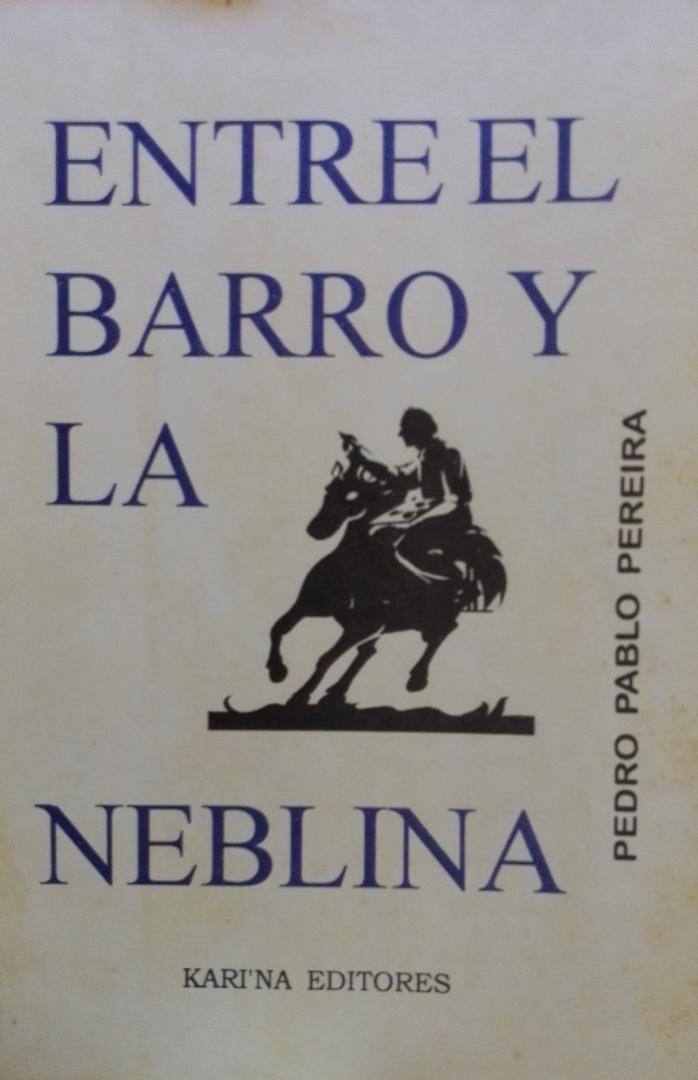 ENTRE EL
BARRO Y
LA
NEBLINA
PEDRO PABLO PEREIRA
KARI'NA EDITORES